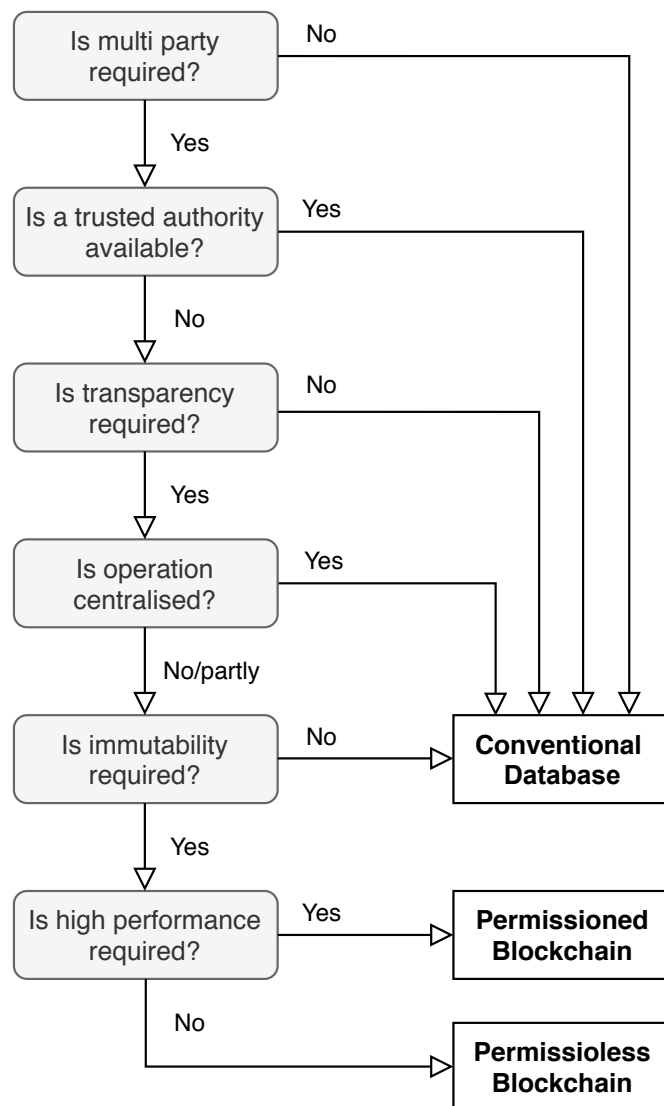 Is multi party
required?
No
Yes
Is a trusted authority
available?
Yes
No
Is transparency
required?
No
Yes
Is operation
centralised?
Yes
No/partly
Is immutability
required?
No
Conventional
Database
Yes
Is high performance
required?
Yes
Permissioned
Blockchain
No
Permissioless
Blockchain